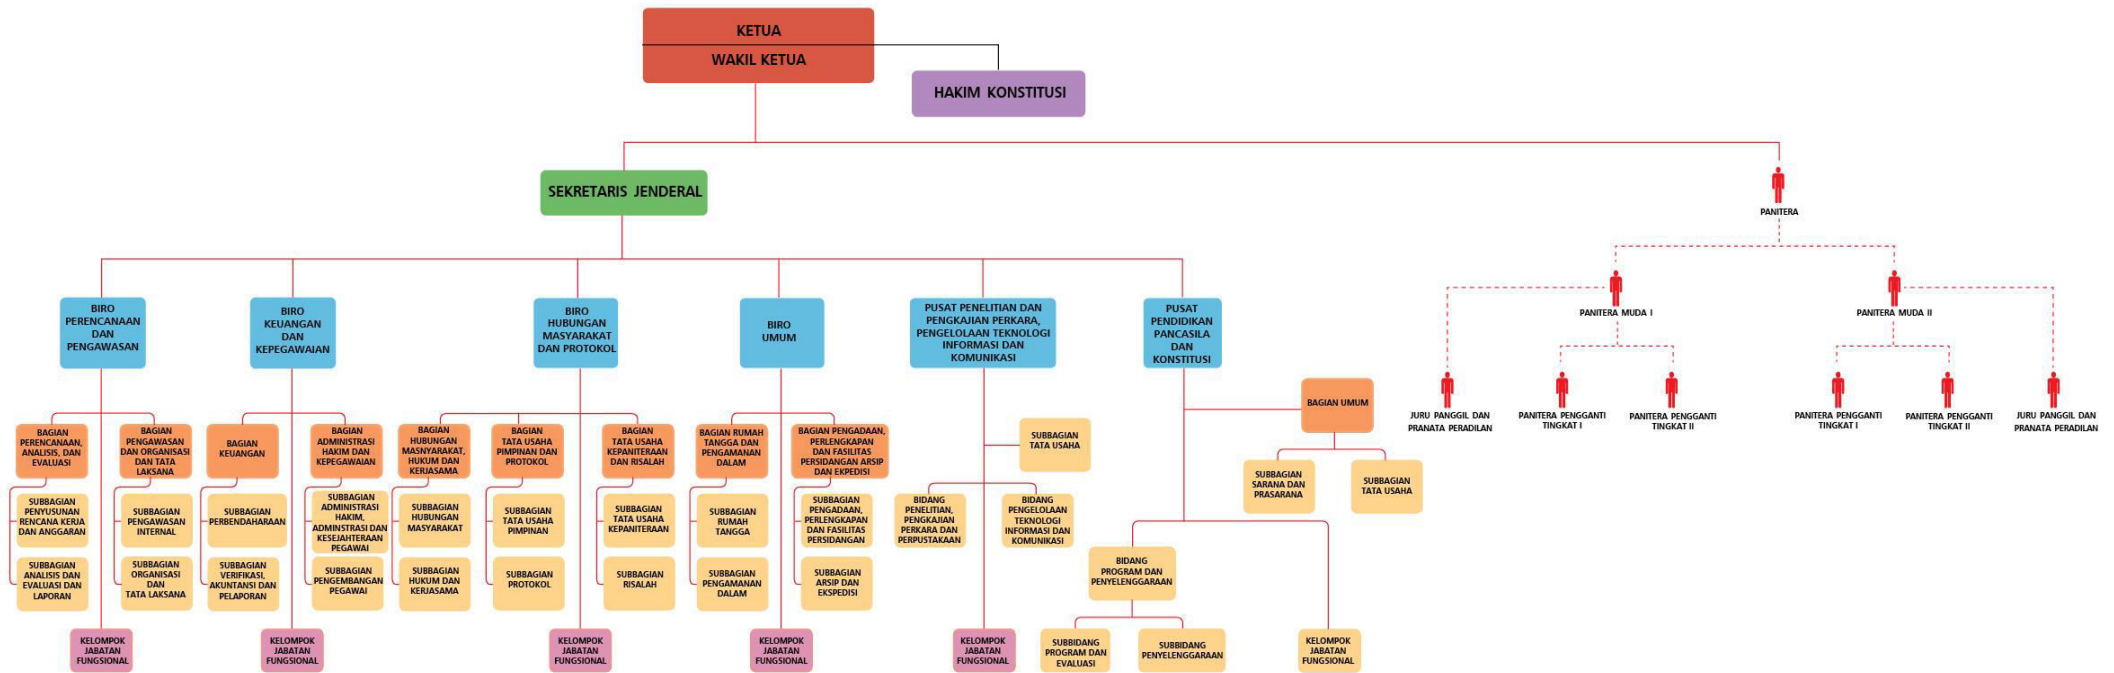 KETUA
WAKIL KETUA
HAKIM KONSTITUSI
SEKRETARIS JENDERAL
PANITERA
BIRO
PERENCANAAN
DAN
PENGAWASAN
BIRO
KEUANGAN
DAN
KEPEGAWAIAN
BIRO
HUBUNGAN
MASYARAKAT
DAN PROTOKOL
BIRO
UMUM
PUSAT PENELITIAN DAN
PENGKAJIAN PERKARA,
PENGELOLAAN TEKNOLOGI
INFORMASI DAN
KOMUNIKASI
PUSAT
PENDIDIKAN
PANCASILA
DAN
KONSTITUSI
PANITERA MUDA I
PANITERA MUDA II
BAGIAN UMUM
JURU PANGGIL DAN
PRANATA PERADILAN
PANITERA PENGGANTI
TINGKAT I
PANITERA PENGGANTI
TINGKAT II
PANITERA PENGGANTI
TINGKAT I
PANITERA PENGGANTI
TINGKAT II
JURU PANGGIL DAN
PRANATA PERADILAN
BAGIAN
PERENCANAAN,
ANALISIS, DAN
EVALUASI
BAGIAN
PENGAWASAN
DAN ORGANISASI
DAN TATA
LAKSANA
BAGIAN
KEUANGAN
BAGIAN
ADMINISTRASI
HAKIM DAN
KEPEGAWAIAN
BAGIAN
HUBUNGAN
MASNYARAKAT,
HUKUM DAN
KERJASAMA
BAGIAN
TATA USAHA
PIMPINAN DAN
PROTOKOL
BAGIAN
TATA USAHA
KEPANITERAAN
DAN RISALAH
BAGIAN RUMAH
TANGGA DAN
PENGAMANAN
DALAM
BAGIAN PENGADAAN,
PERLENGKAPAN
DAN FASILITAS
PERSIDANGAN ARSIP
DAN EKPEDISI
SUBBAGIAN
TATA USAHA
SUBBAGIAN
SARANA DAN
PRASARANA
SUBBAGIAN
TATA USAHA
SUBBAGIAN
PENYUSUNAN
RENCANA KERJA
DAN ANGGARAN
SUBBAGIAN
PENGAWASAN
INTERNAL
SUBBAGIAN
PERBENDAHARAAN
SUBBAGIAN
ADMINISTRASI
HAKIM,
ADMINSTRASI DAN
KESEJAHTERAAN
PEGAWAI
SUBBAGIAN
HUBUNGAN
MASYARAKAT
SUBBAGIAN
TATA USAHA
PIMPINAN
SUBBAGIAN
TATA USAHA
KEPANITERAAN
SUBBAGIAN
RUMAH
TANGGA
SUBBAGIAN
PENGADAAN,
PERLENGKAPAN
DAN FASILITAS
PERSIDANGAN
BIDANG
PENELITIAN,
PENGKAJIAN
PERKARA DAN
PERPUSTAKAAN
BIDANG
PENGELOLAAN
TEKNOLOGI
INFORMASI DAN
KOMUNIKASI
SUBBAGIAN
ANALISIS DAN
EVALUASI DAN
LAPORAN
SUBBAGIAN
ORGANISASI
DAN
TATA LAKSANA
SUBBAGIAN
VERIFIKASI,
AKUNTANSI DAN
PELAPORAN
SUBBAGIAN
PENGEMBANGAN
PEGAWAI
SUBBAGIAN
HUKUM DAN
KERJASAMA
SUBBAGIAN
PROTOKOL
SUBBAGIAN
RISALAH
SUBBAGIAN
PENGAMANAN
DALAM
SUBBAGIAN
ARSIP DAN
EKSPEDISI
BIDANG
PROGRAM DAN
PENYELENGGARAAN
KELOMPOK
JABATAN
FUNGSIONAL
KELOMPOK
JABATAN
FUNGSIONAL
KELOMPOK
JABATAN
FUNGSIONAL
KELOMPOK
JABATAN
FUNGSIONAL
KELOMPOK
JABATAN
FUNGSIONAL
SUBBIDANG
PROGRAM DAN
EVALUASI
SUBBIDANG
PENYELENGGARAAN
KELOMPOK
JABATAN
FUNGSIONAL